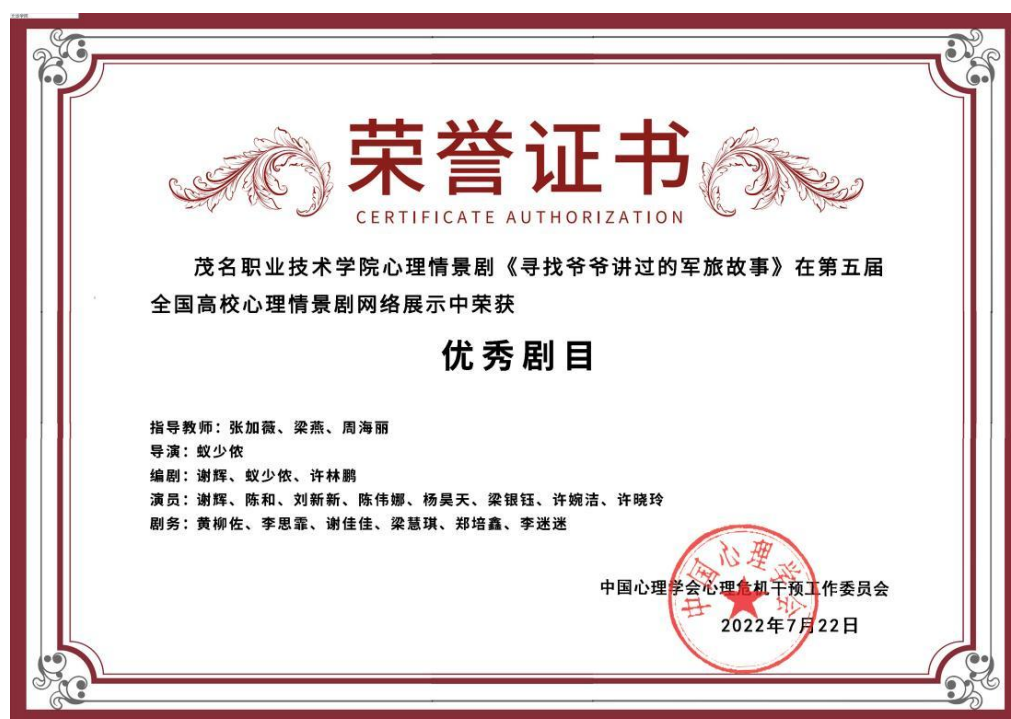 荣誉证书
CERTIFICATE AUTHORIZATION
茂名职业技术学院心理情景剧《寻找爷爷讲过的军旅故事》在第五届
全国高校心理情景剧网络展示中荣获
优秀剧目
指导教师：张加薇、梁燕、周海丽
导演：蚁少侬
编剧：谢辉、蚁少侬、许林鹏
演员：谢辉、陈和、刘新新、陈伟娜、杨昊天、梁银钰、许婉洁、许晓玲
剧务：黄柳佐、李思霏、谢佳佳、梁慧琪、郑培鑫、李迷迷
中国心理学会
中国心理学会心理危机干预工作委员会
2022年7月22日